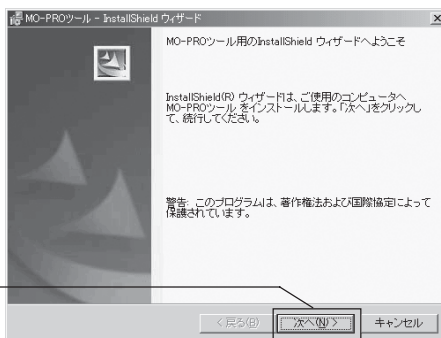 MO-PROツール - InstallShield ウィザード
MO-PROツール用のInstallShield ウィザードへようこそ
InstallShield(R) ウィザードは、ご使用のコンピュータへ
MO-PROツール をインストールします。「次へ」をクリックし
て、続行してください。
警告: このプログラムは、著作権法および国際協定によって
保護されています。
< 戻る(B)
次へ(N) >
キャンセル